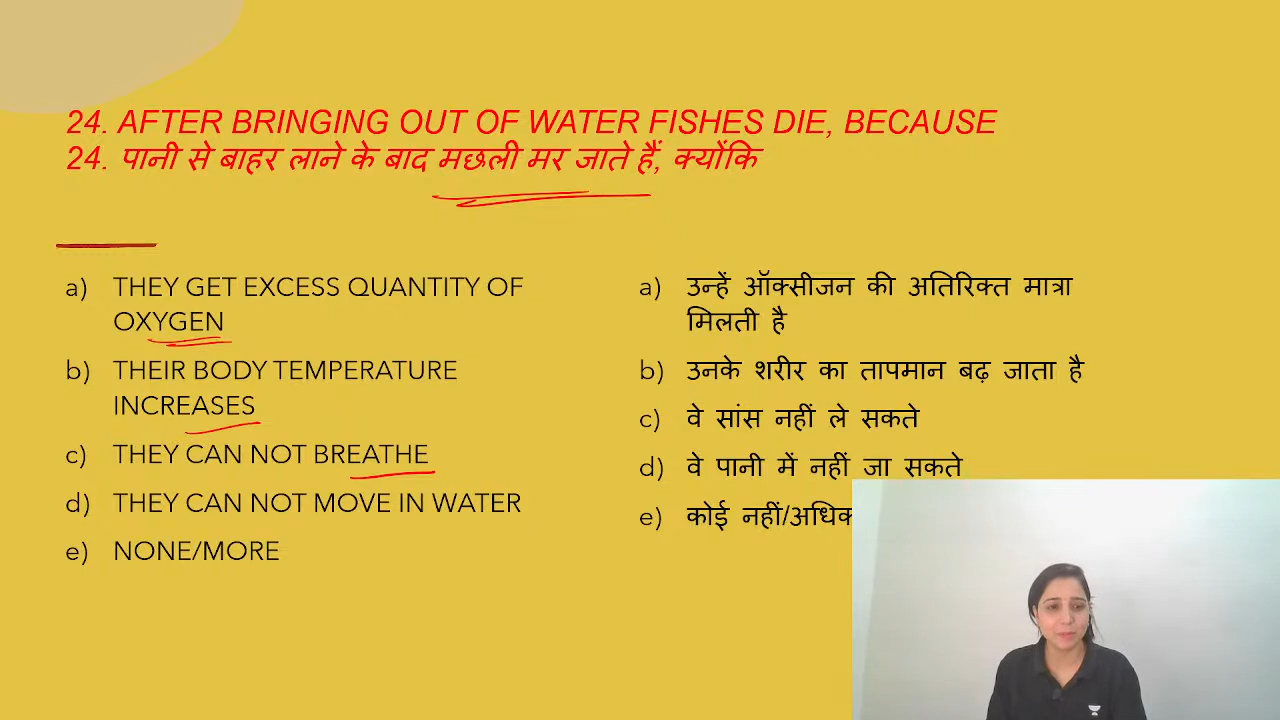 24. AFTER BRINGING OUT OF WATER FISHES DIE, BECAUSE
24. पानी से बाहर लाने के बाद मछली मर जाते हैं, क्योंकि
a) THEY GET EXCESS QUANTITY OF
OXYGEN
b) THEIR BODY TEMPERATURE
INCREASES
c) THEY CAN NOT BREATHE
d) THEY CAN NOT MOVE IN WATER
e) NONE/MORE
a) उन्हें ऑक्सीजन की अतिरिक्त मात्रा
मिलती है
b) उनके शरीर का तापमान बढ़ जाता है
c) वे सांस नहीं ले सकते
d) वे पानी में नहीं जा सकते
e) कोई नहीं/